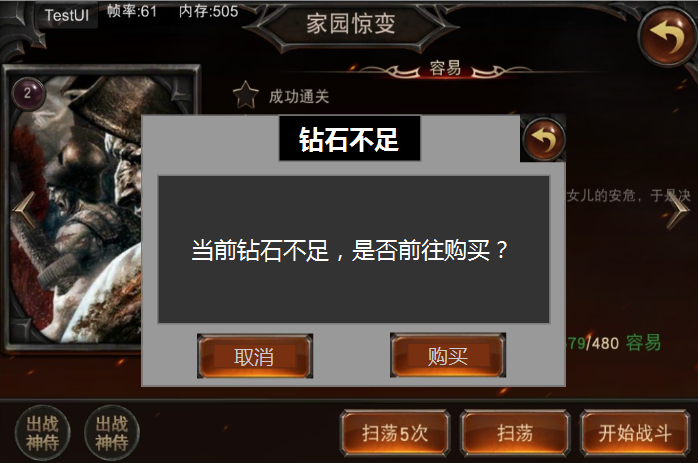 TestUI 帧率:61 内存:505
家园惊变
容易
2
成功通关
钻石不足
女儿的安危，于是决
当前钻石不足，是否前往购买？
79/480 容易
取消
购买
出战
神侍
出战
神侍
扫荡5次
扫荡
开始战斗